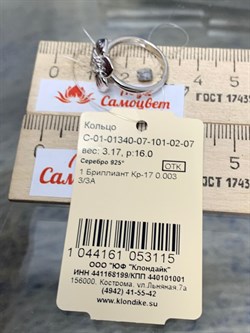 Самоцвет
ГОСТ 1743
Самоцвет
ГОСТ 17435
Кольцо
С-01-01340-07-101-02-07
вес: 3.17, р:16.0
Серебро 925°
ОТК
1 Бриллиант Кр-17 0.003
3/3А
1 044161 053115
ООО "ЮФ "Клондайк"
ИНН 441168199/КПП 440101001
156000, Кострома, ул.Льняная,7а
(4942) 41-55-42
www.klondike.su